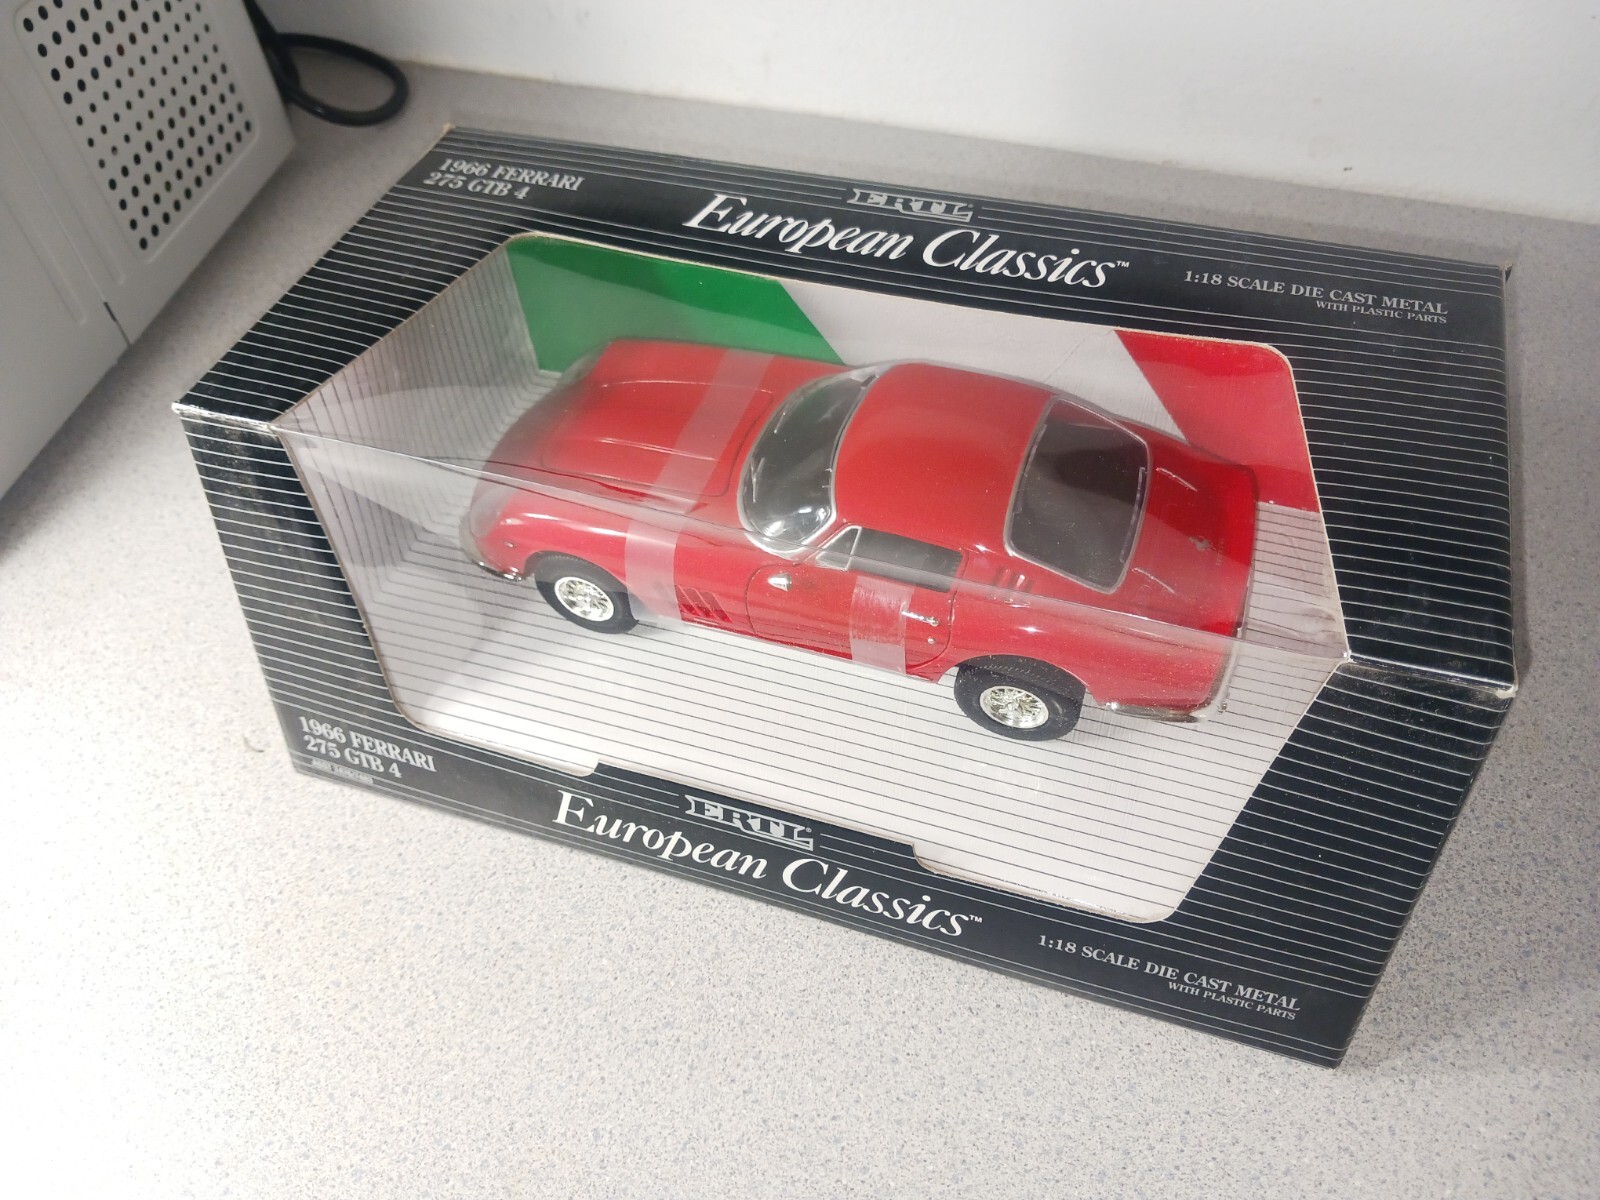 1966 FERRARI
275 GTB 4
ERTL
European Classics™
1:18 SCALE DIE CAST METAL
WITH PLASTIC PARTS
1966 FERRARI
275 GTB 4
ERTL
European Classics™
1:18 SCALE DIE CAST METAL
WITH PLASTIC PARTS